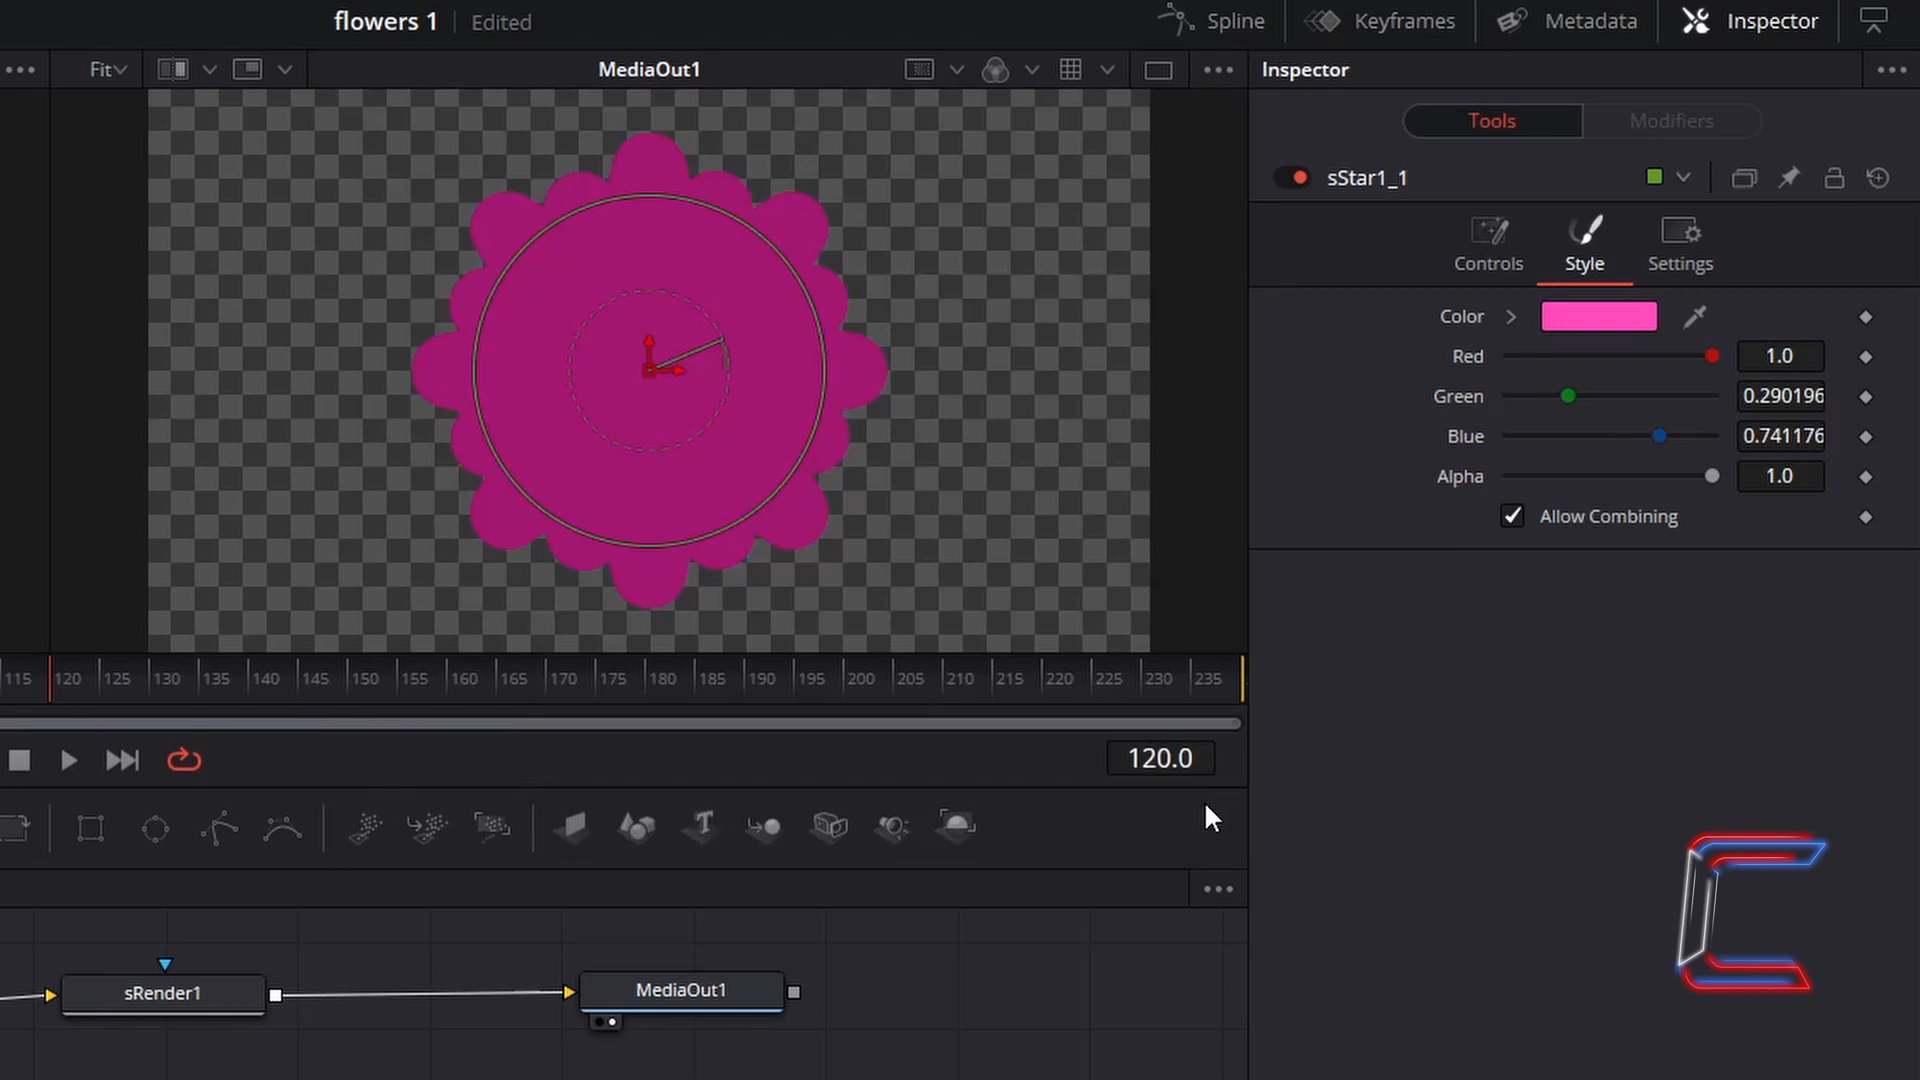 flowers 1 Edited
Spline Keyframes Metadata Inspector
Fit MediaOut1 Inspector
Tools Modifiers
sStar1_1
Controls Style Settings
Color
Red 1.0
Green 0.290196
Blue 0.741176
Alpha 1.0
Allow Combining
115 120 125 130 135 140 145 150 155 160 165 170 175 180 185 190 195 200 205 210 215 220 225 230 235
120.0
sRender1 MediaOut1